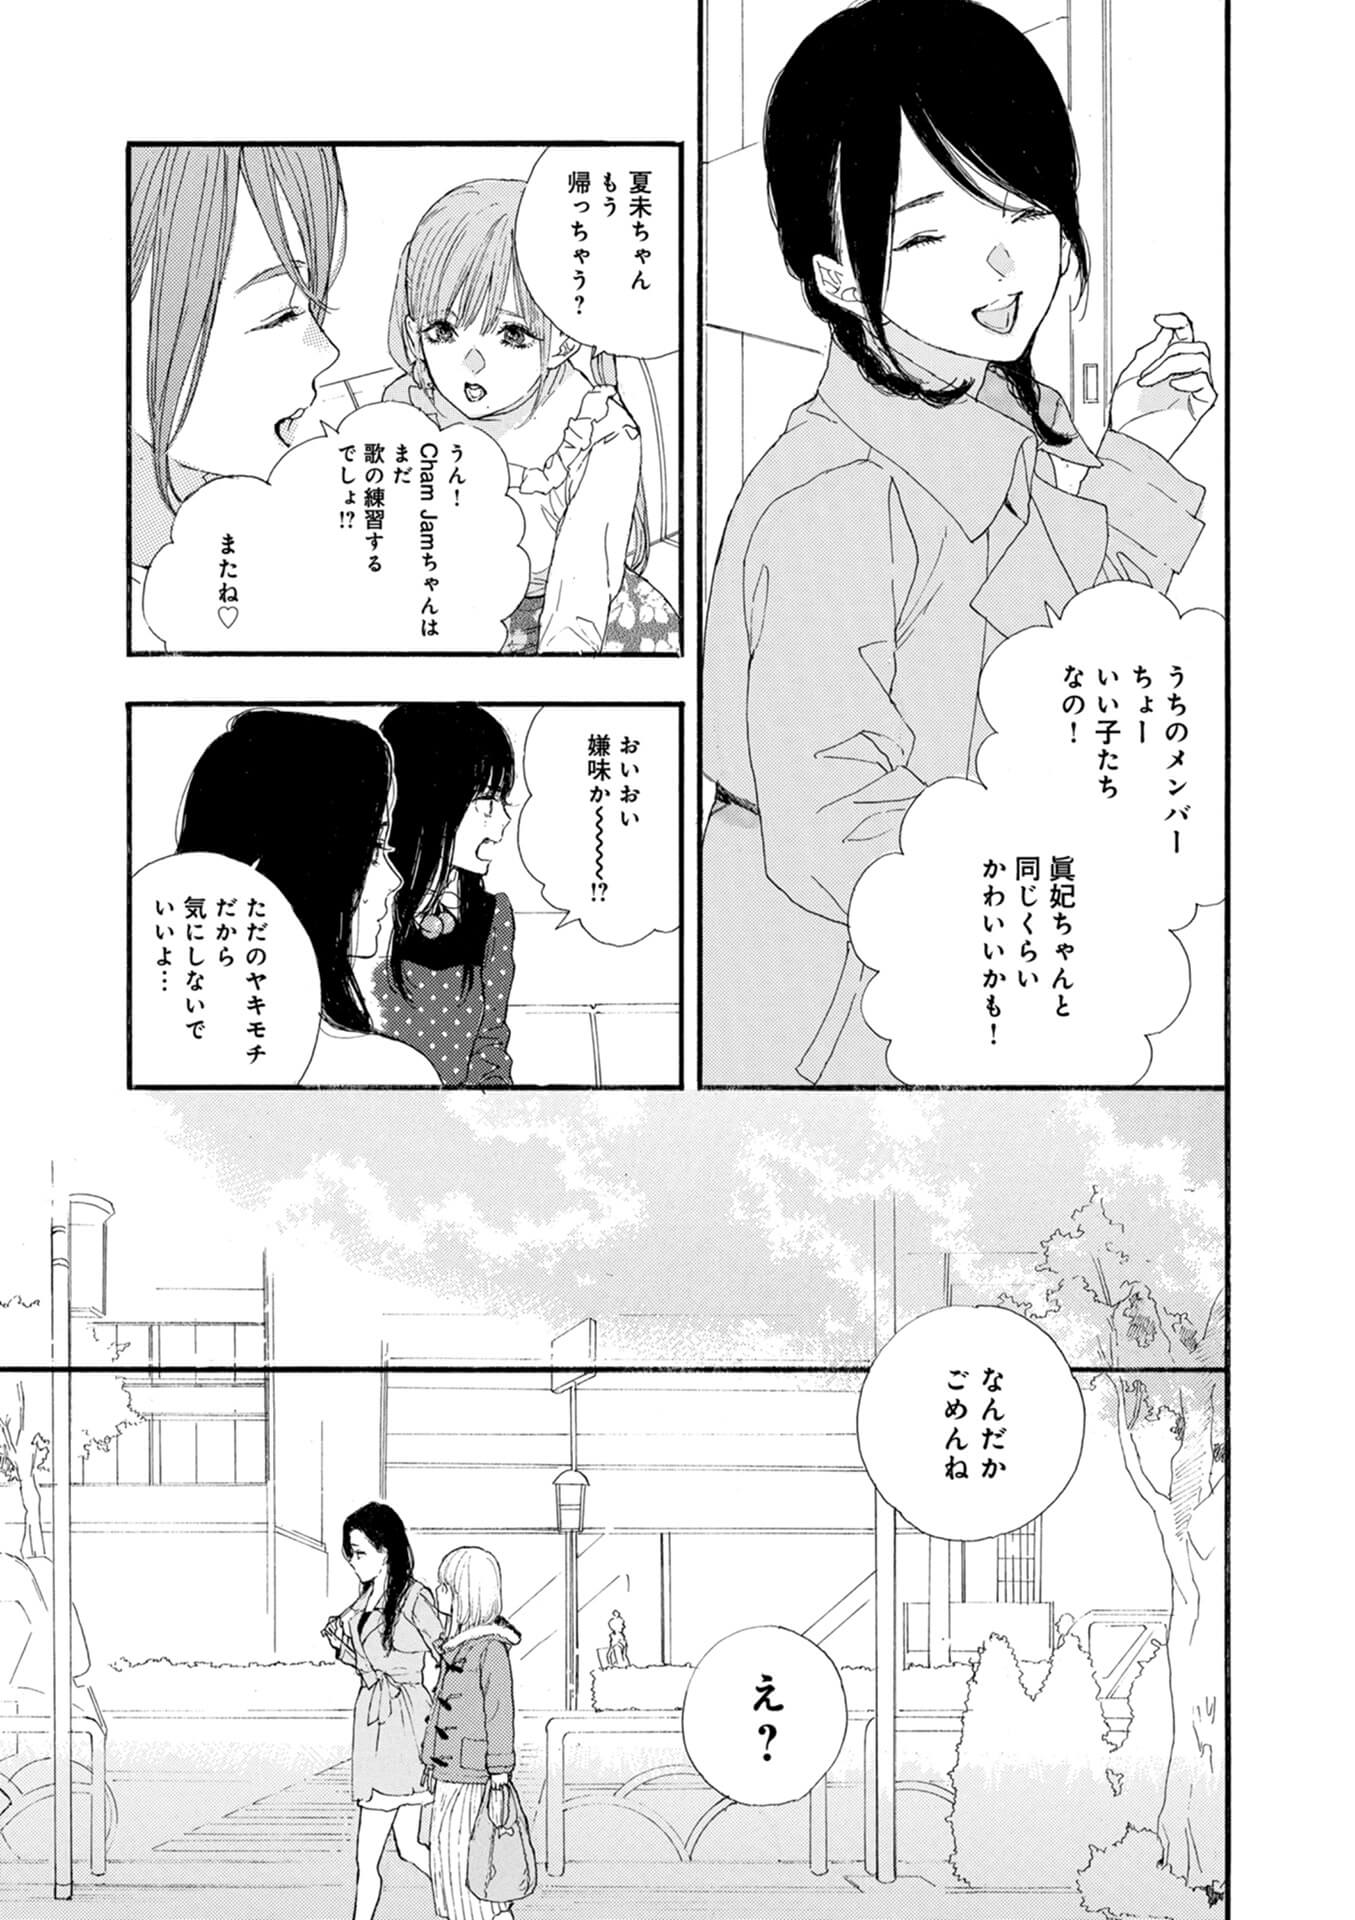 うちのメンバー
ちょー
いい子たち
なの！
眞妃ちゃんと
同じくらい
かわいいかも！
夏未ちゃん
もう
帰っちゃう？
うん！
Cham Jamちゃんは
まだ
歌の練習する
でしょ!?
またね♡
おいおい
嫌味か〜〜〜〜!?
ただのヤキモチ
だから
気にしないで
いいよ…
なんだか
ごめんね
え？